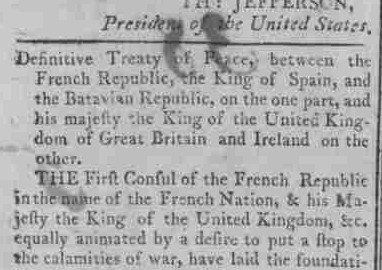 TH: JEFFERSON,
President of the United States.
Definitive Treaty of Peace, between the
French Republic, the King of Spain, and
the Batavian Republic, on the one part, and
his majeſty the King of the United King-
dom of Great Britain and Ireland on the
other.
THE Firſt Conſul of the French Republic
in the name of the French Nation, & his Ma-
jeſty the King of the United Kingdom, &c.
equally animated by a deſire to put a ſtop to
the calamities of war, have laid the foundati-